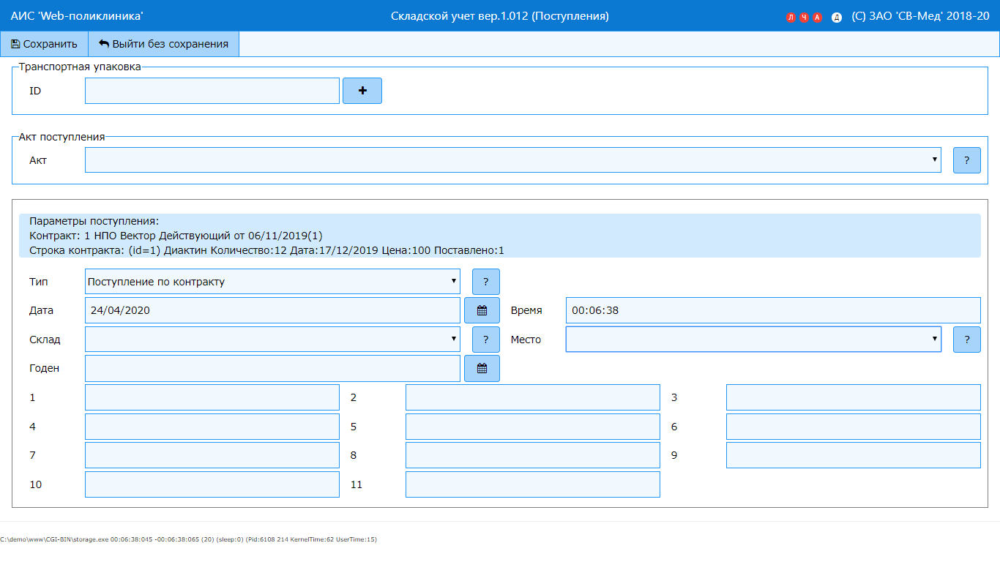 АИС 'Web-поликлиника' Складской учет вер.1.012 (Поступления) Л Ч А Д (C) ЗАО 'СВ-Мед' 2018-20
Сохранить Выйти без сохранения
Транспортная упаковка
ID
Акт поступления
Акт ?
Параметры поступления:
Контракт: 1 НПО Вектор Действующий от 06/11/2019(1)
Строка контракта: (id=1) Диактин Количество:12 Дата:17/12/2019 Цена:100 Поставлено:1
Тип Поступление по контракту ?
Дата 24/04/2020 Время 00:06:38
Склад ? Место ?
Годен
1 2 3
4 5 6
7 8 9
10 11
C:\demo\www\CGI-BIN\storage.exe 00:06:38:045 -00:06:38:065 (20) (sleep:0) (Pid:6108 214 KernelTime:62 UserTime:15)